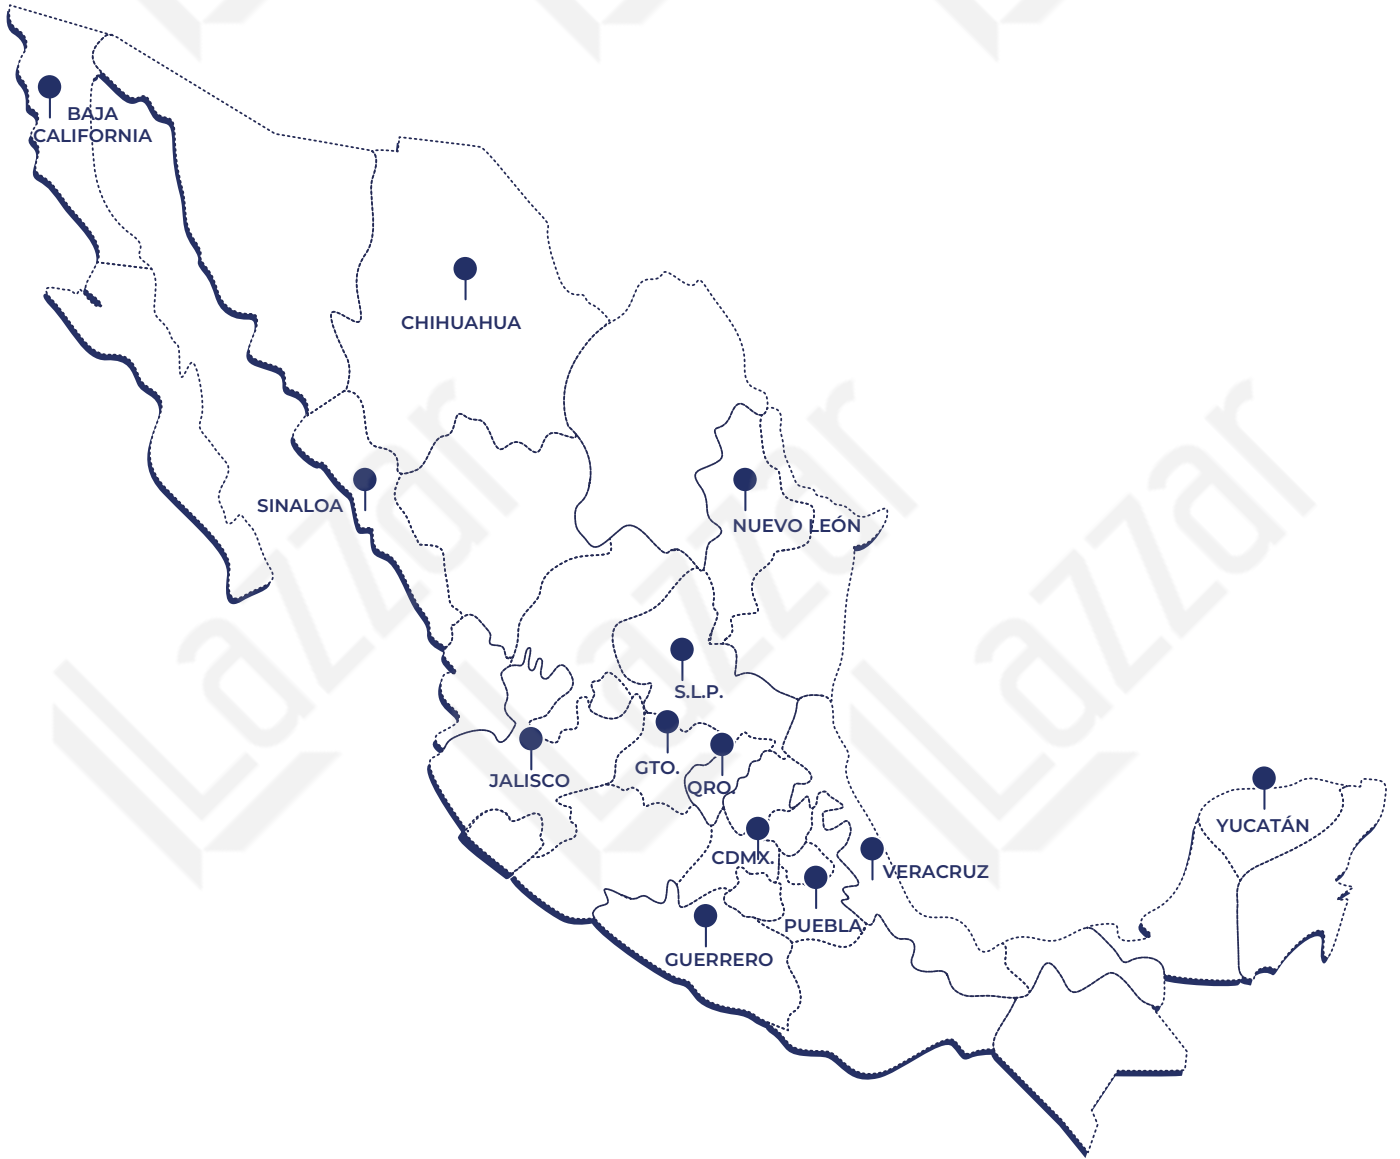 BAJA
CALIFORNIA
CHIHUAHUA
SINALOA
NUEVO LEÓN
S.L.P.
GTO.
QRO.
JALISCO
YUCATÁN
CDMX.
VERACRUZ
PUEBLA
GUERRERO
Lazzar
Lazzar
Lazzar